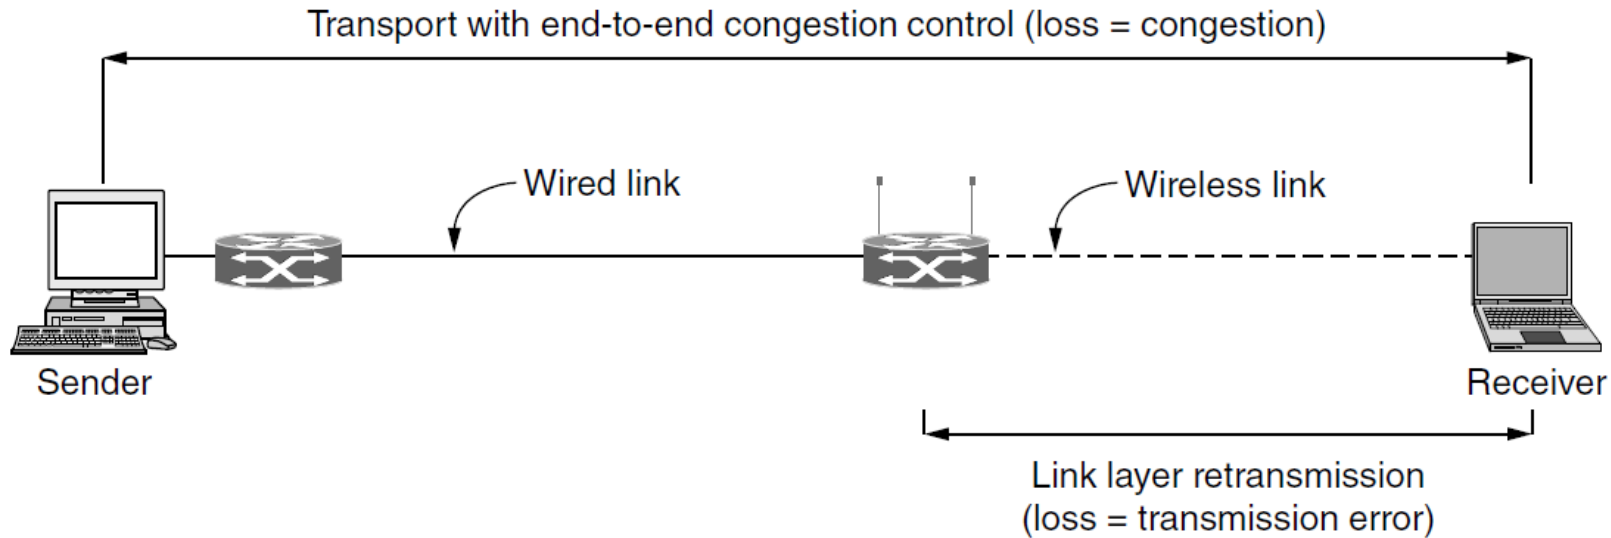 Transport with end-to-end congestion control (loss = congestion)
Wired link
Wireless link
Sender
Receiver
Link layer retransmission
(loss = transmission error)